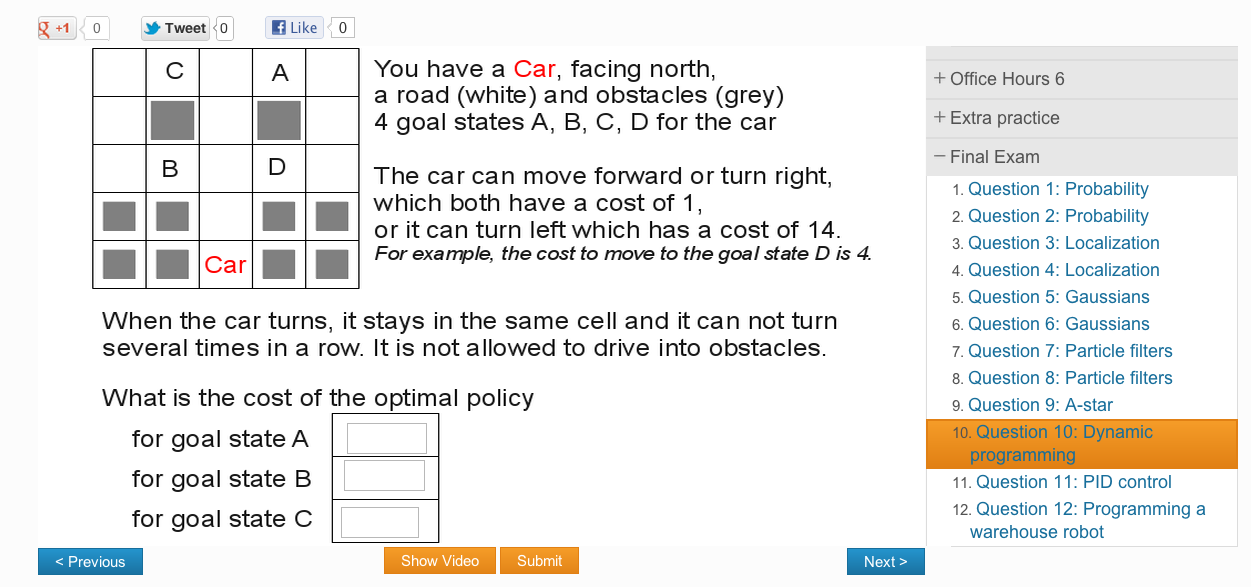 +1 0 Tweet 0 Like 0
C A
B D
Car
You have a Car, facing north,
a road (white) and obstacles (grey)
4 goal states A, B, C, D for the car
The car can move forward or turn right,
which both have a cost of 1,
or it can turn left which has a cost of 14.
For example, the cost to move to the goal state D is 4.
When the car turns, it stays in the same cell and it can not turn
several times in a row. It is not allowed to drive into obstacles.
What is the cost of the optimal policy
for goal state A
for goal state B
for goal state C
< Previous
Show Video
Submit
Next >
+ Office Hours 6
+ Extra practice
− Final Exam
1. Question 1: Probability
2. Question 2: Probability
3. Question 3: Localization
4. Question 4: Localization
5. Question 5: Gaussians
6. Question 6: Gaussians
7. Question 7: Particle filters
8. Question 8: Particle filters
9. Question 9: A-star
10. Question 10: Dynamic
programming
11. Question 11: PID control
12. Question 12: Programming a
warehouse robot